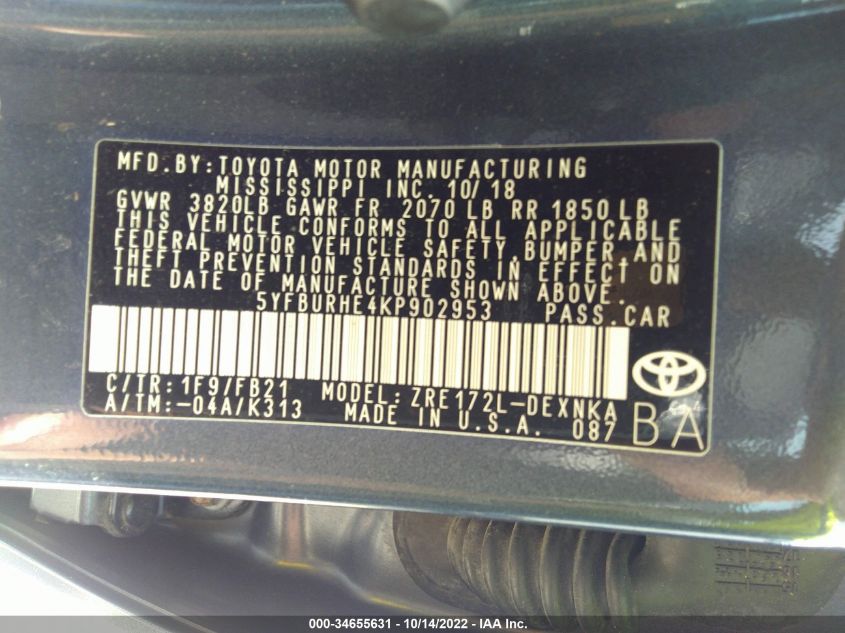 MFD.BY:TOYOTA MOTOR MANUFACTURING
MISSISSIPPI INC. 10/18
GVWR 3820LB GAWR FR 2070 LB RR 1850 LB
THIS VEHICLE CONFORMS TO ALL APPLICABLE
FEDERAL MOTOR VEHICLE SAFETY,BUMPER,AND
THEFT PREVENTION STANDARDS IN EFFECT ON
THE DATE OF MANUFACTURE SHOWN ABOVE.
5YFBURHE4KP902953 PASS.CAR
C/TR:1F9/FB21 MODEL:ZRE172L-DEXNKA
A/TM:-04A/K313 MADE IN U.S.A. 087 BA
000-34655631 - 10/14/2022 - IAA Inc.